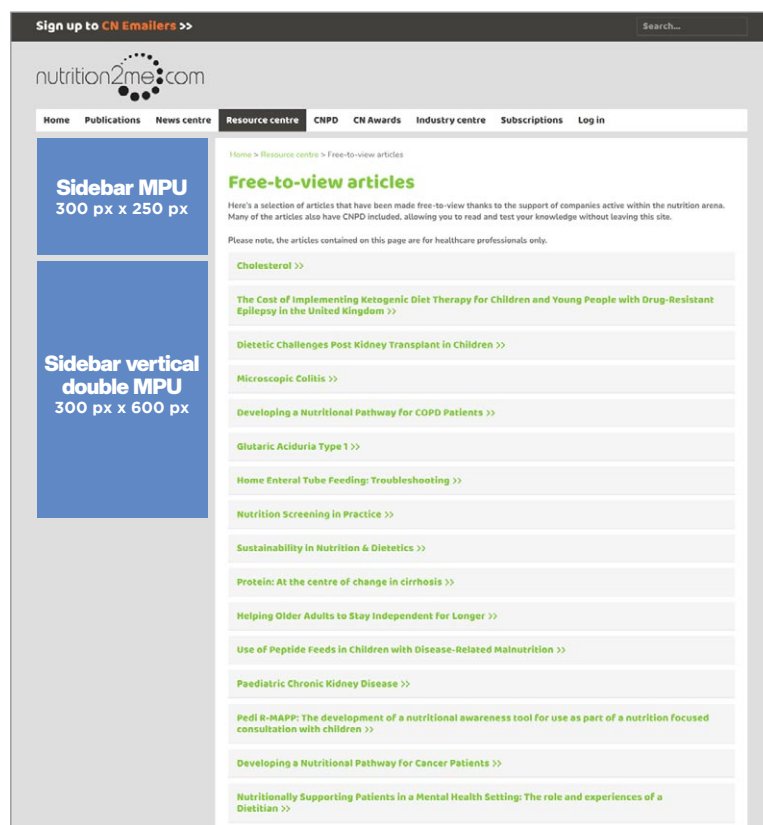 Sign up to CN Emailers >>
Search...
nutrition2me.com
Home Publications News centre Resource centre CNPD CN Awards Industry centre Subscriptions Log in
Sidebar MPU
300 px x 250 px
Sidebar vertical
double MPU
300 px x 600 px
Home > Resource centre > Free-to-view articles
Free-to-view articles
Here's a selection of articles that have been made free-to-view thanks to the support of companies active within the nutrition arena.
Many of the articles also have CNPD included, allowing you to read and test your knowledge without leaving this site.
Please note, the articles contained on this page are for healthcare professionals only.
Cholesterol >>
The Cost of Implementing Ketogenic Diet Therapy for Children and Young People with Drug-Resistant
Epilepsy in the United Kingdom >>
Dietetic Challenges Post Kidney Transplant in Children >>
Microscopic Colitis >>
Developing a Nutritional Pathway for COPD Patients >>
Glutaric Aciduria Type 1 >>
Home Enteral Tube Feeding: Troubleshooting >>
Nutrition Screening in Practice >>
Sustainability in Nutrition & Dietetics >>
Protein: At the centre of change in cirrhosis >>
Helping Older Adults to Stay Independent for Longer >>
Use of Peptide Feeds in Children with Disease-Related Malnutrition >>
Paediatric Chronic Kidney Disease >>
Pedi R-MAPP: The development of a nutritional awareness tool for use as part of a nutrition focused
consultation with children >>
Developing a Nutritional Pathway for Cancer Patients >>
Nutritionally Supporting Patients in a Mental Health Setting: The role and experiences of a
Dietitian >>